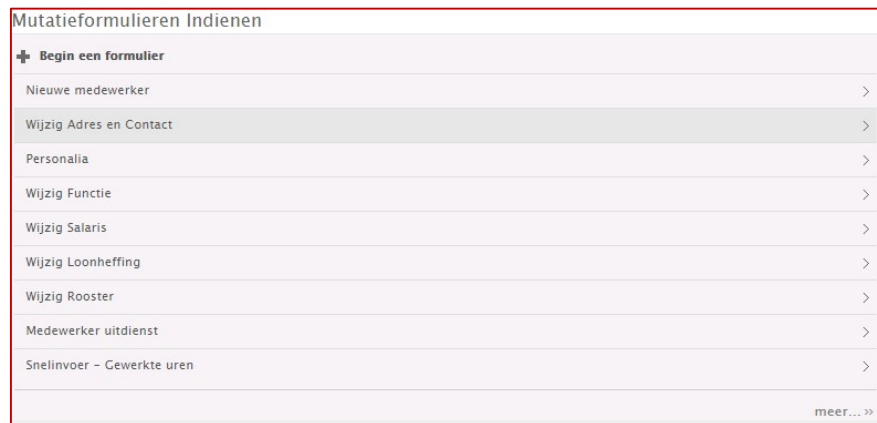 Mutatieformulieren Indienen
Begin een formulier
Nieuwe medewerker
Wijzig Adres en Contact
Personalia
Wijzig Functie
Wijzig Salaris
Wijzig Loonheffing
Wijzig Rooster
Medewerker uitdienst
Snelinvoer - Gewerkte uren
meer... »